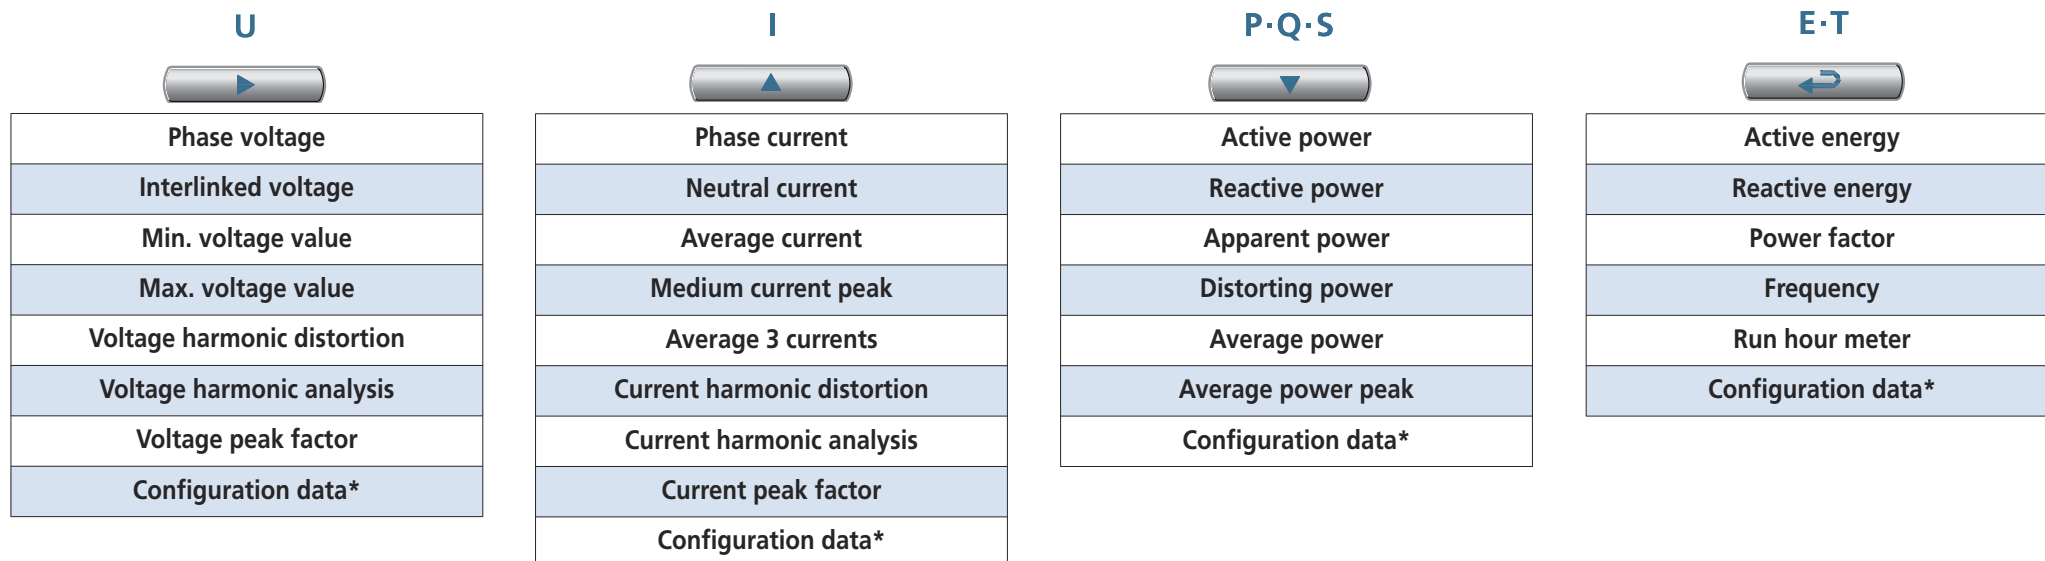 U
Phase voltage
Interlinked voltage
Min. voltage value
Max. voltage value
Voltage harmonic distortion
Voltage harmonic analysis
Voltage peak factor
Configuration data*
I
Phase current
Neutral current
Average current
Medium current peak
Average 3 currents
Current harmonic distortion
Current harmonic analysis
Current peak factor
Configuration data*
P·Q·S
Active power
Reactive power
Apparent power
Distorting power
Average power
Average power peak
Configuration data*
E·T
Active energy
Reactive energy
Power factor
Frequency
Run hour meter
Configuration data*